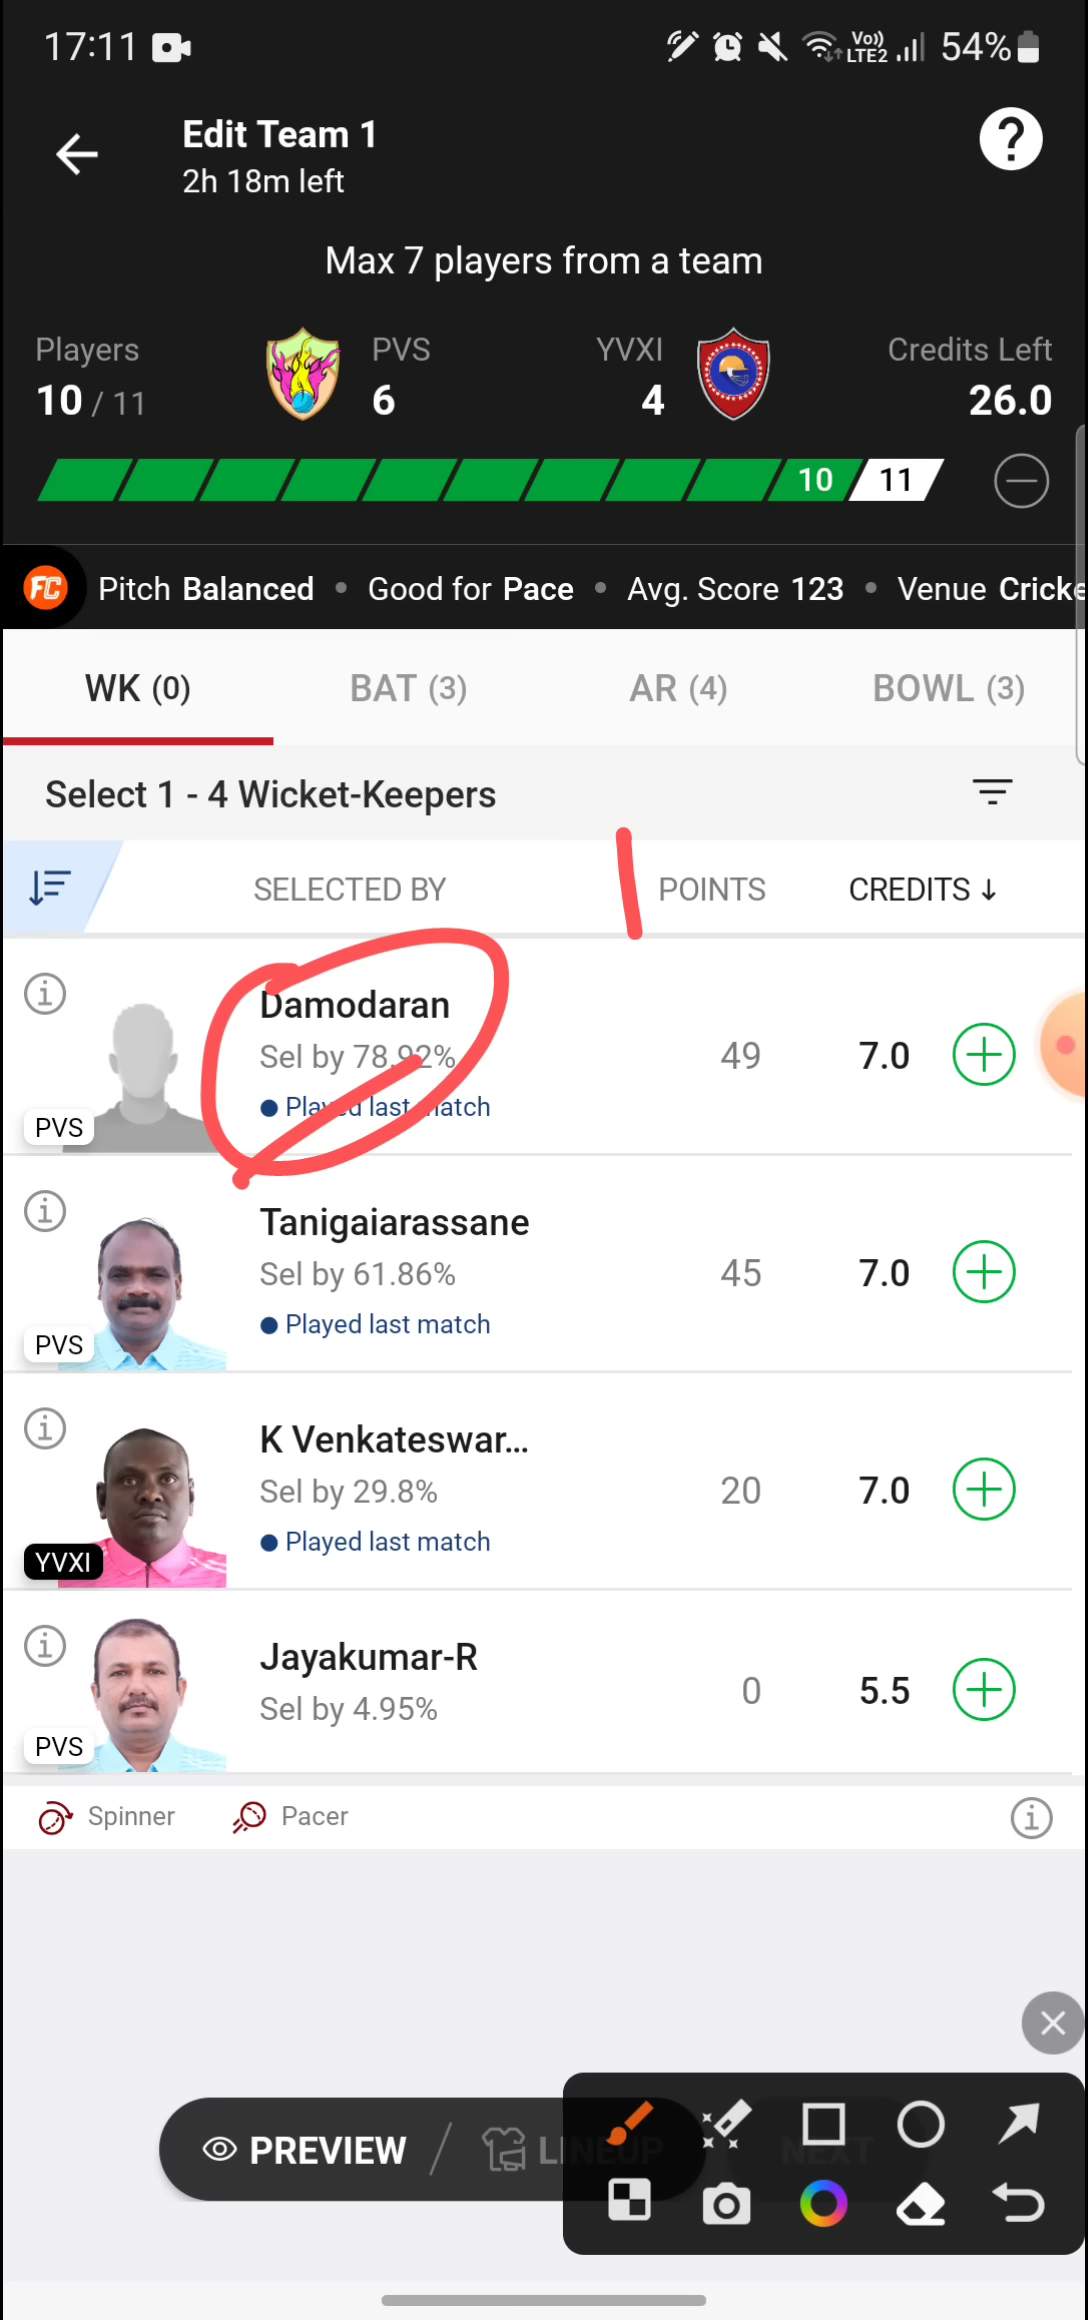 17:11
Vo)) LTE2 54%
Edit Team 1
2h 18m left
?
Max 7 players from a team
Players PVS YVXI Credits Left
10 / 11 6 4 26.0
10 11
FC Pitch Balanced • Good for Pace • Avg. Score 123 • Venue Cricke
WK (0) BAT (3) AR (4) BOWL (3)
Select 1 - 4 Wicket-Keepers
SELECTED BY POINTS CREDITS ↓
Damodaran
Sel by 78.92% 49 7.0
Played last match
PVS
Tanigaiarassane
Sel by 61.86% 45 7.0
Played last match
PVS
K Venkateswar...
Sel by 29.8% 20 7.0
Played last match
YVXI
Jayakumar-R
Sel by 4.95% 0 5.5
PVS
Spinner Pacer
PREVIEW / LINEUP NEXT